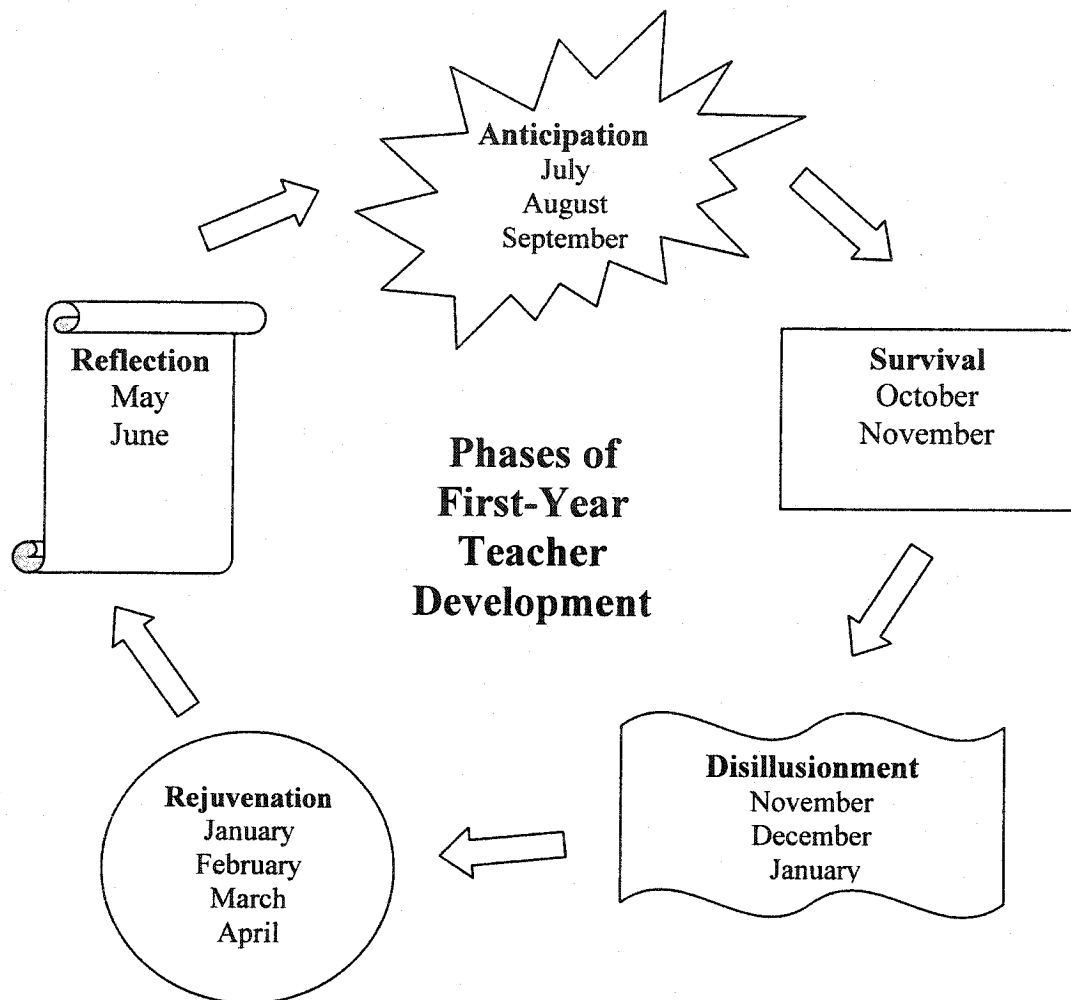 Anticipation
July
August
September
Survival
October
November
Disillusionment
November
December
January
Rejuvenation
January
February
March
April
Reflection
May
June
Phases of
First-Year
Teacher
Development